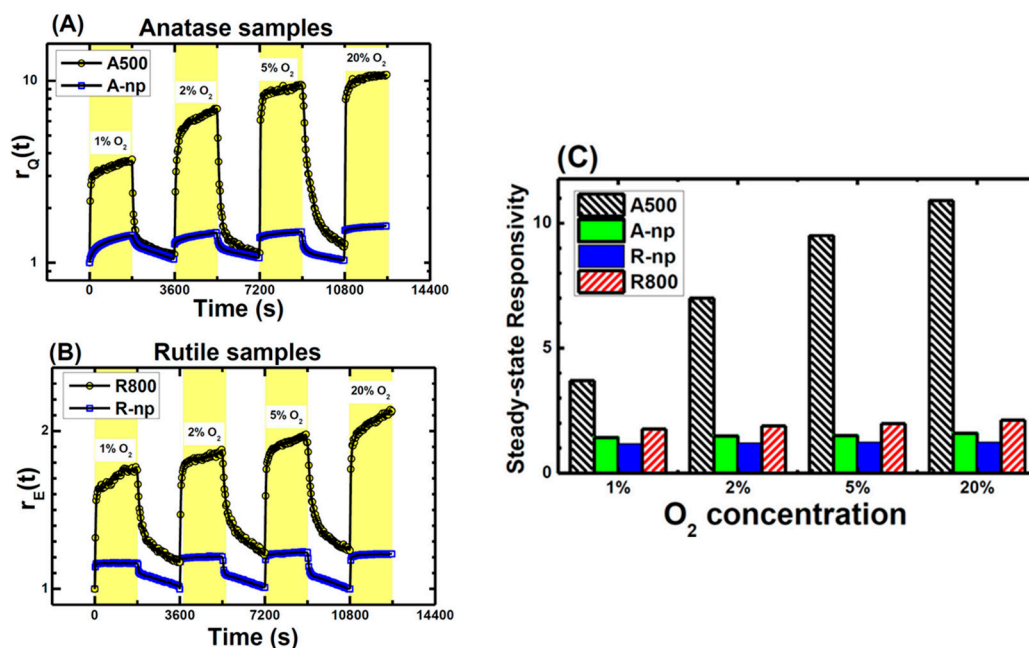 (A)
Anatase samples
A500
A-np
1% O₂
2% O₂
5% O₂
20% O₂
10
1
r_Q(t)
0 3600 7200 10800 14400
Time (s)
(B)
Rutile samples
R800
R-np
1% O₂
2% O₂
5% O₂
20% O₂
2
1
r_E(t)
0 3600 7200 10800 14400
Time (s)
(C)
A500
A-np
R-np
R800
10
5
0
Steady-state Responsivity
1% 2% 5% 20%
O₂ concentration